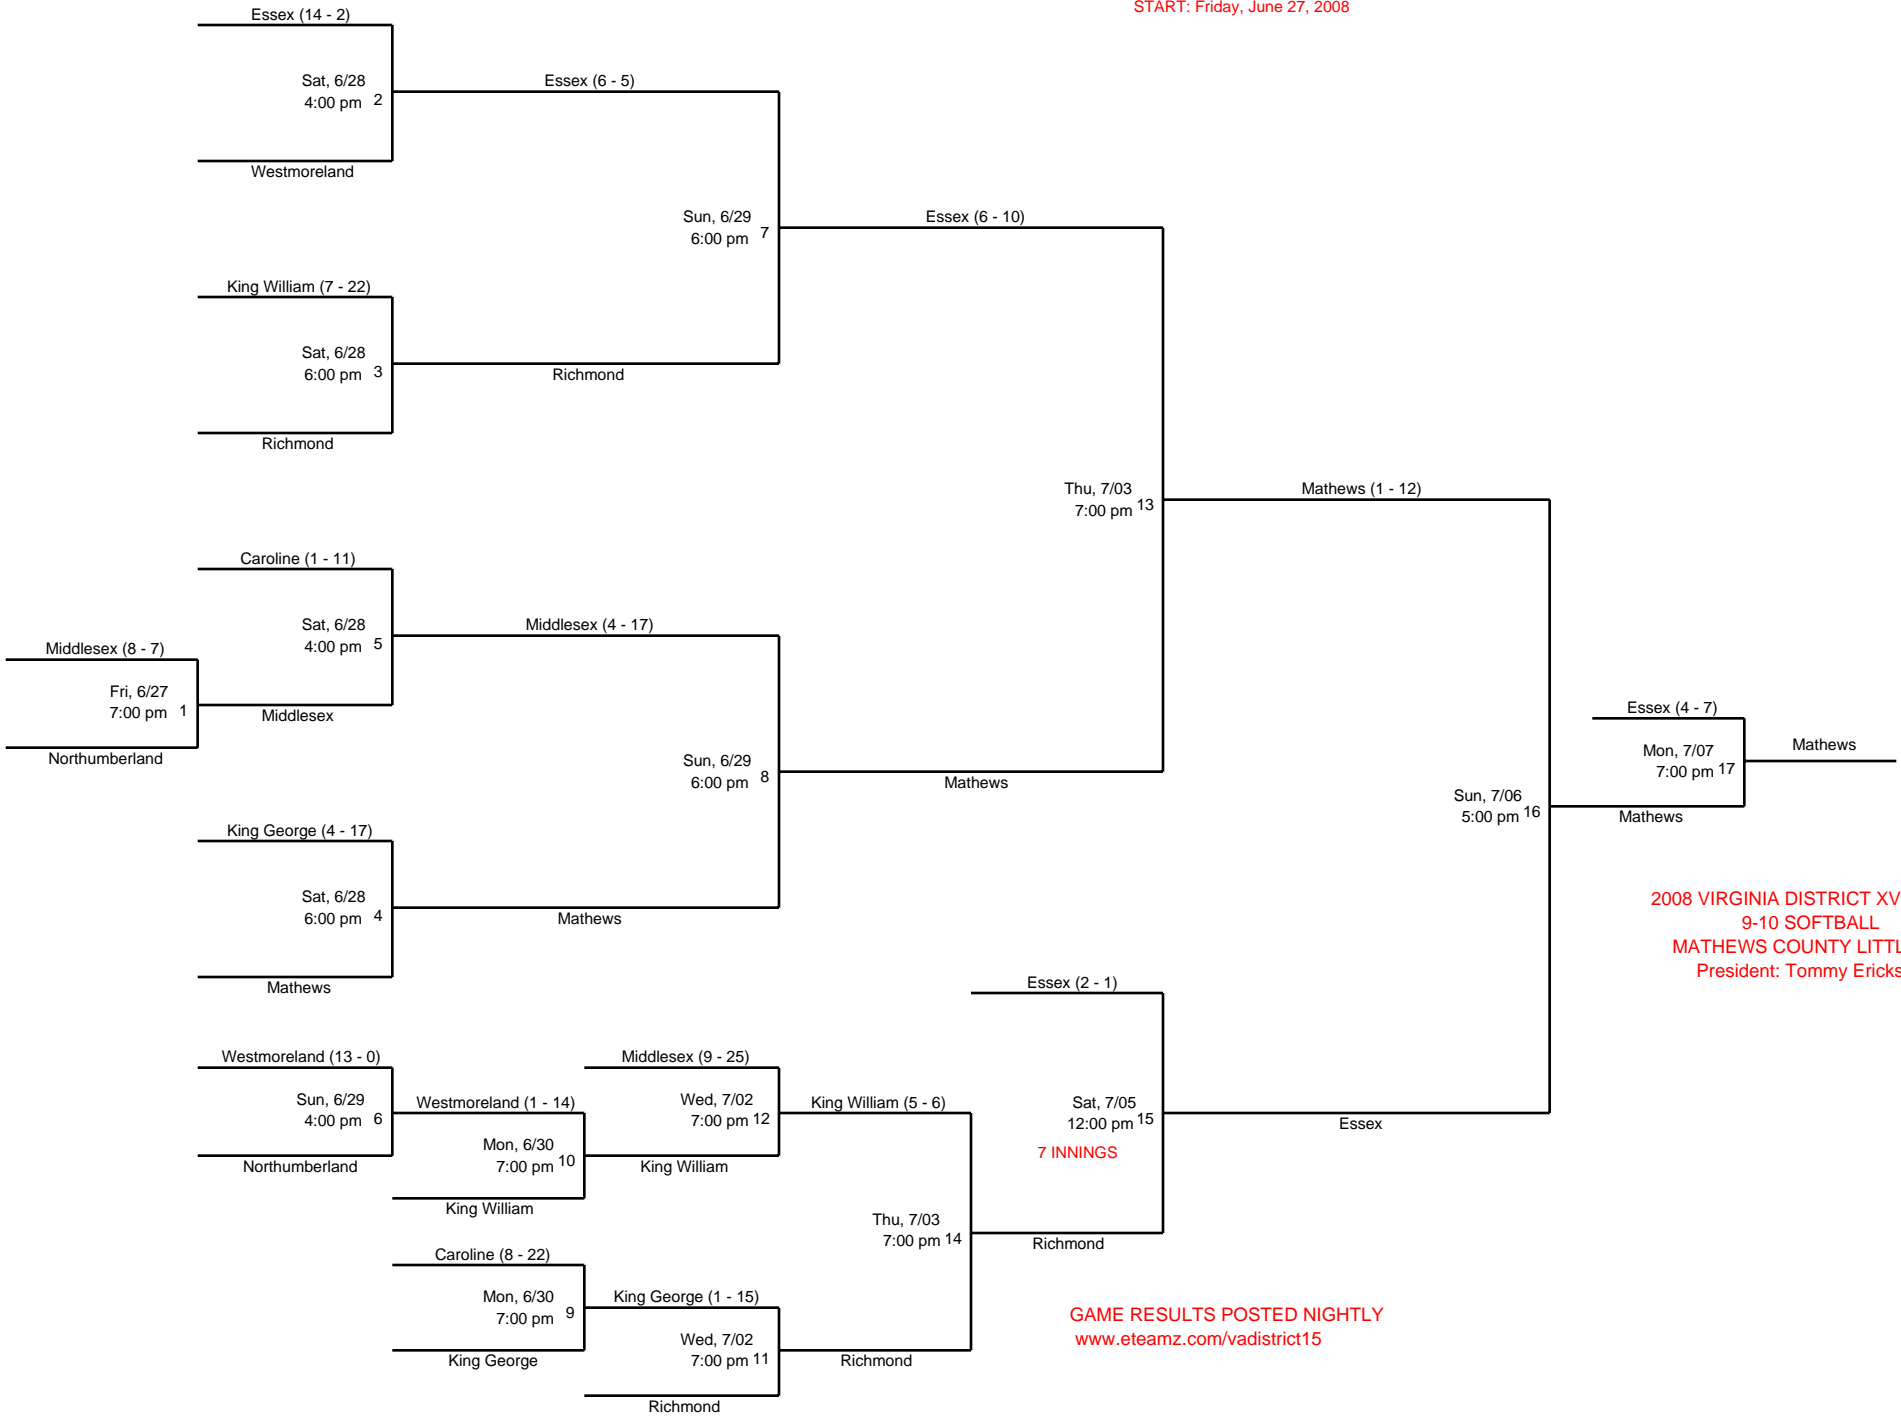 START: Friday, June 27, 2008
Essex (14 - 2)
Sat, 6/28
4:00 pm 2
Westmoreland
Essex (6 - 5)
Sun, 6/29
6:00 pm 7
Essex (6 - 10)
King William (7 - 22)
Sat, 6/28
6:00 pm 3
Richmond
Richmond
Thu, 7/03
7:00 pm 13
Mathews (1 - 12)
Caroline (1 - 11)
Sat, 6/28
4:00 pm 5
Middlesex (4 - 17)
Middlesex (8 - 7)
Fri, 6/27
7:00 pm 1
Middlesex
Northumberland
Sun, 6/29
6:00 pm 8
Mathews
King George (4 - 17)
Sat, 6/28
6:00 pm 4
Mathews
Mathews
Essex (4 - 7)
Mon, 7/07
7:00 pm 17
Mathews
Sun, 7/06
5:00 pm 16
Mathews
2008 VIRGINIA DISTRICT XV
9-10 SOFTBALL
MATHEWS COUNTY LITTL
President: Tommy Ericks
Essex (2 - 1)
Westmoreland (13 - 0)
Sun, 6/29
4:00 pm 6
Northumberland
Westmoreland (1 - 14)
Mon, 6/30
7:00 pm 10
King William
Middlesex (9 - 25)
Wed, 7/02
7:00 pm 12
King William
King William (5 - 6)
Sat, 7/05
12:00 pm 15
7 INNINGS
Essex
Thu, 7/03
7:00 pm 14
Richmond
Caroline (8 - 22)
Mon, 6/30
7:00 pm 9
King George
King George (1 - 15)
Wed, 7/02
7:00 pm 11
Richmond
Richmond
GAME RESULTS POSTED NIGHTLY
www.eteamz.com/vadistrict15